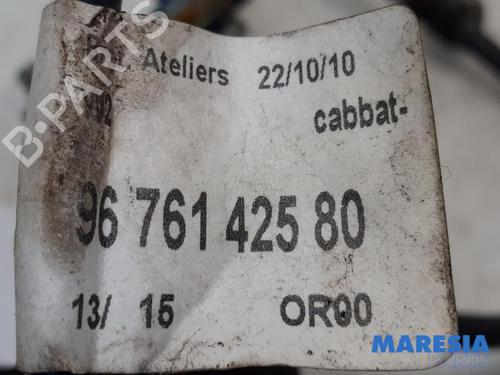 Ateliers 22/10/10
cabbat-
96 761 425 80
13/ 15 OR00
B-PARTS
MARESIA